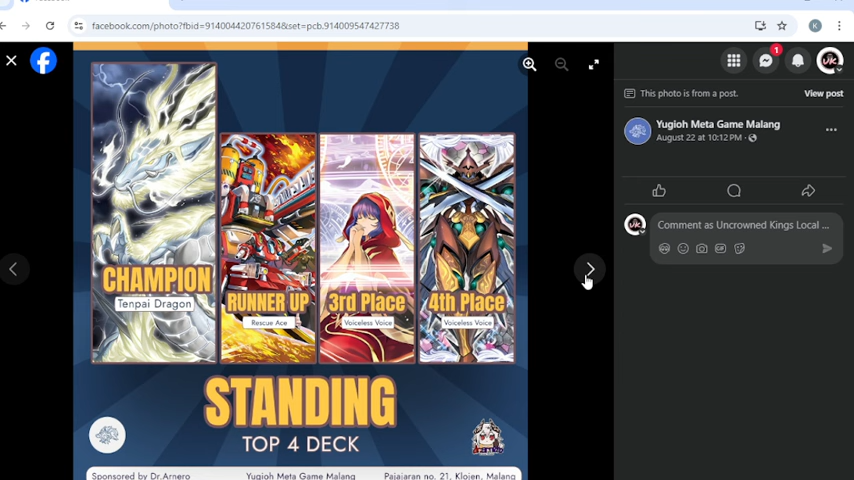 facebook.com/photo?fbid=914004420761584&set=pcb.914009547427738
K
1
This photo is from a post.
View post
Yugioh Meta Game Malang
August 22 at 10:12 PM
Comment as Uncrowned Kings Local ...
CHAMPION
Tenpai Dragon
RUNNER UP
Rescue Ace
3rd Place
Voiceless Voice
4th Place
Voiceless Voice
STANDING
TOP 4 DECK
Sponsored by Dr.Arnero
Yugioh Meta Game Malang
Pajajaran no. 21, Klojen, Malang